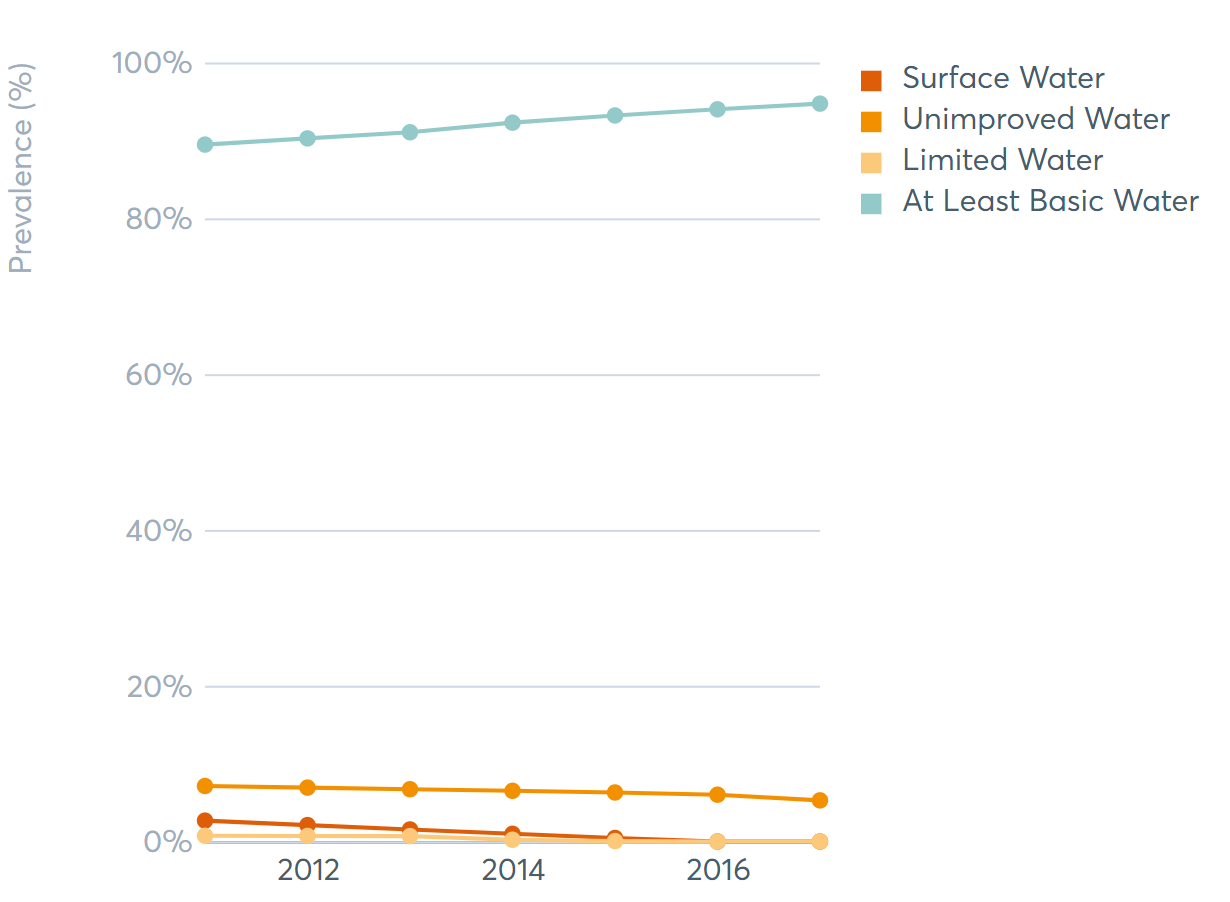 Prevalence (%)
100%
80%
60%
40%
20%
0%
2012
2014
2016
Surface Water
Unimproved Water
Limited Water
At Least Basic Water